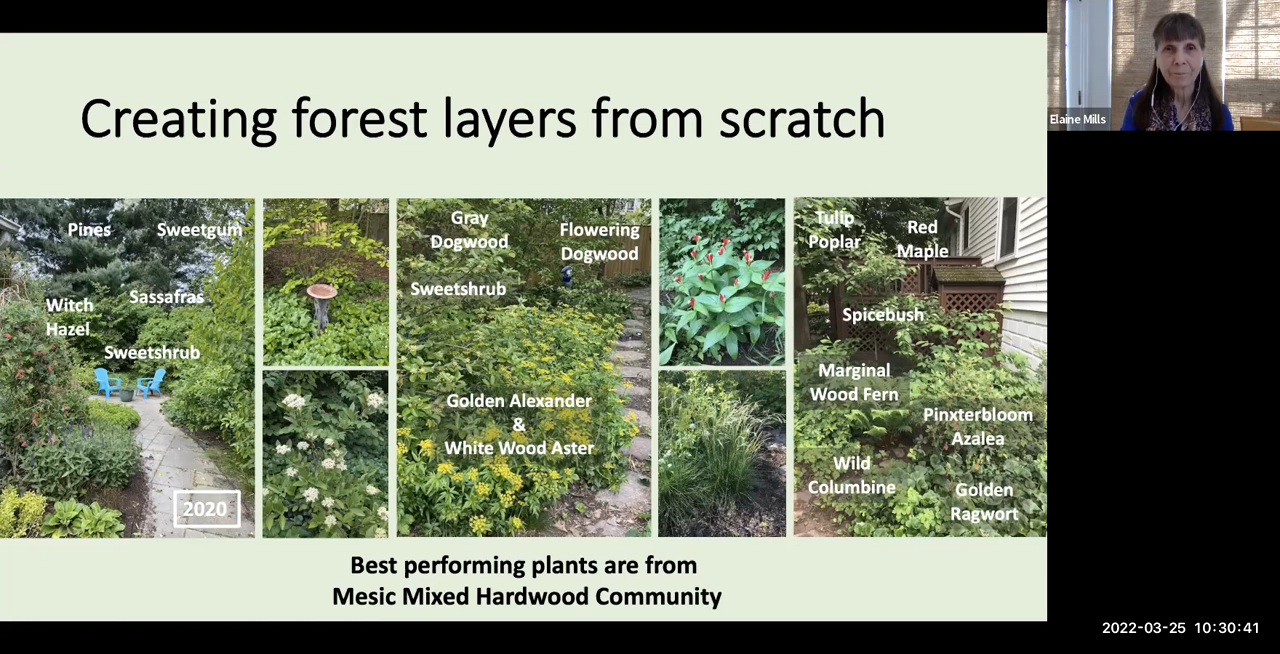 Creating forest layers from scratch
Elaine Mills
Pines
Sweetgum
Witch
Hazel
Sassafras
Sweetshrub
2020
Gray
Dogwood
Flowering
Dogwood
Sweetshrub
Golden Alexander
&
White Wood Aster
Tulip
Poplar
Red
Maple
Spicebush
Marginal
Wood Fern
Pinxterbloom
Azalea
Wild
Columbine
Golden
Ragwort
Best performing plants are from
Mesic Mixed Hardwood Community
2022-03-25 10:30:41